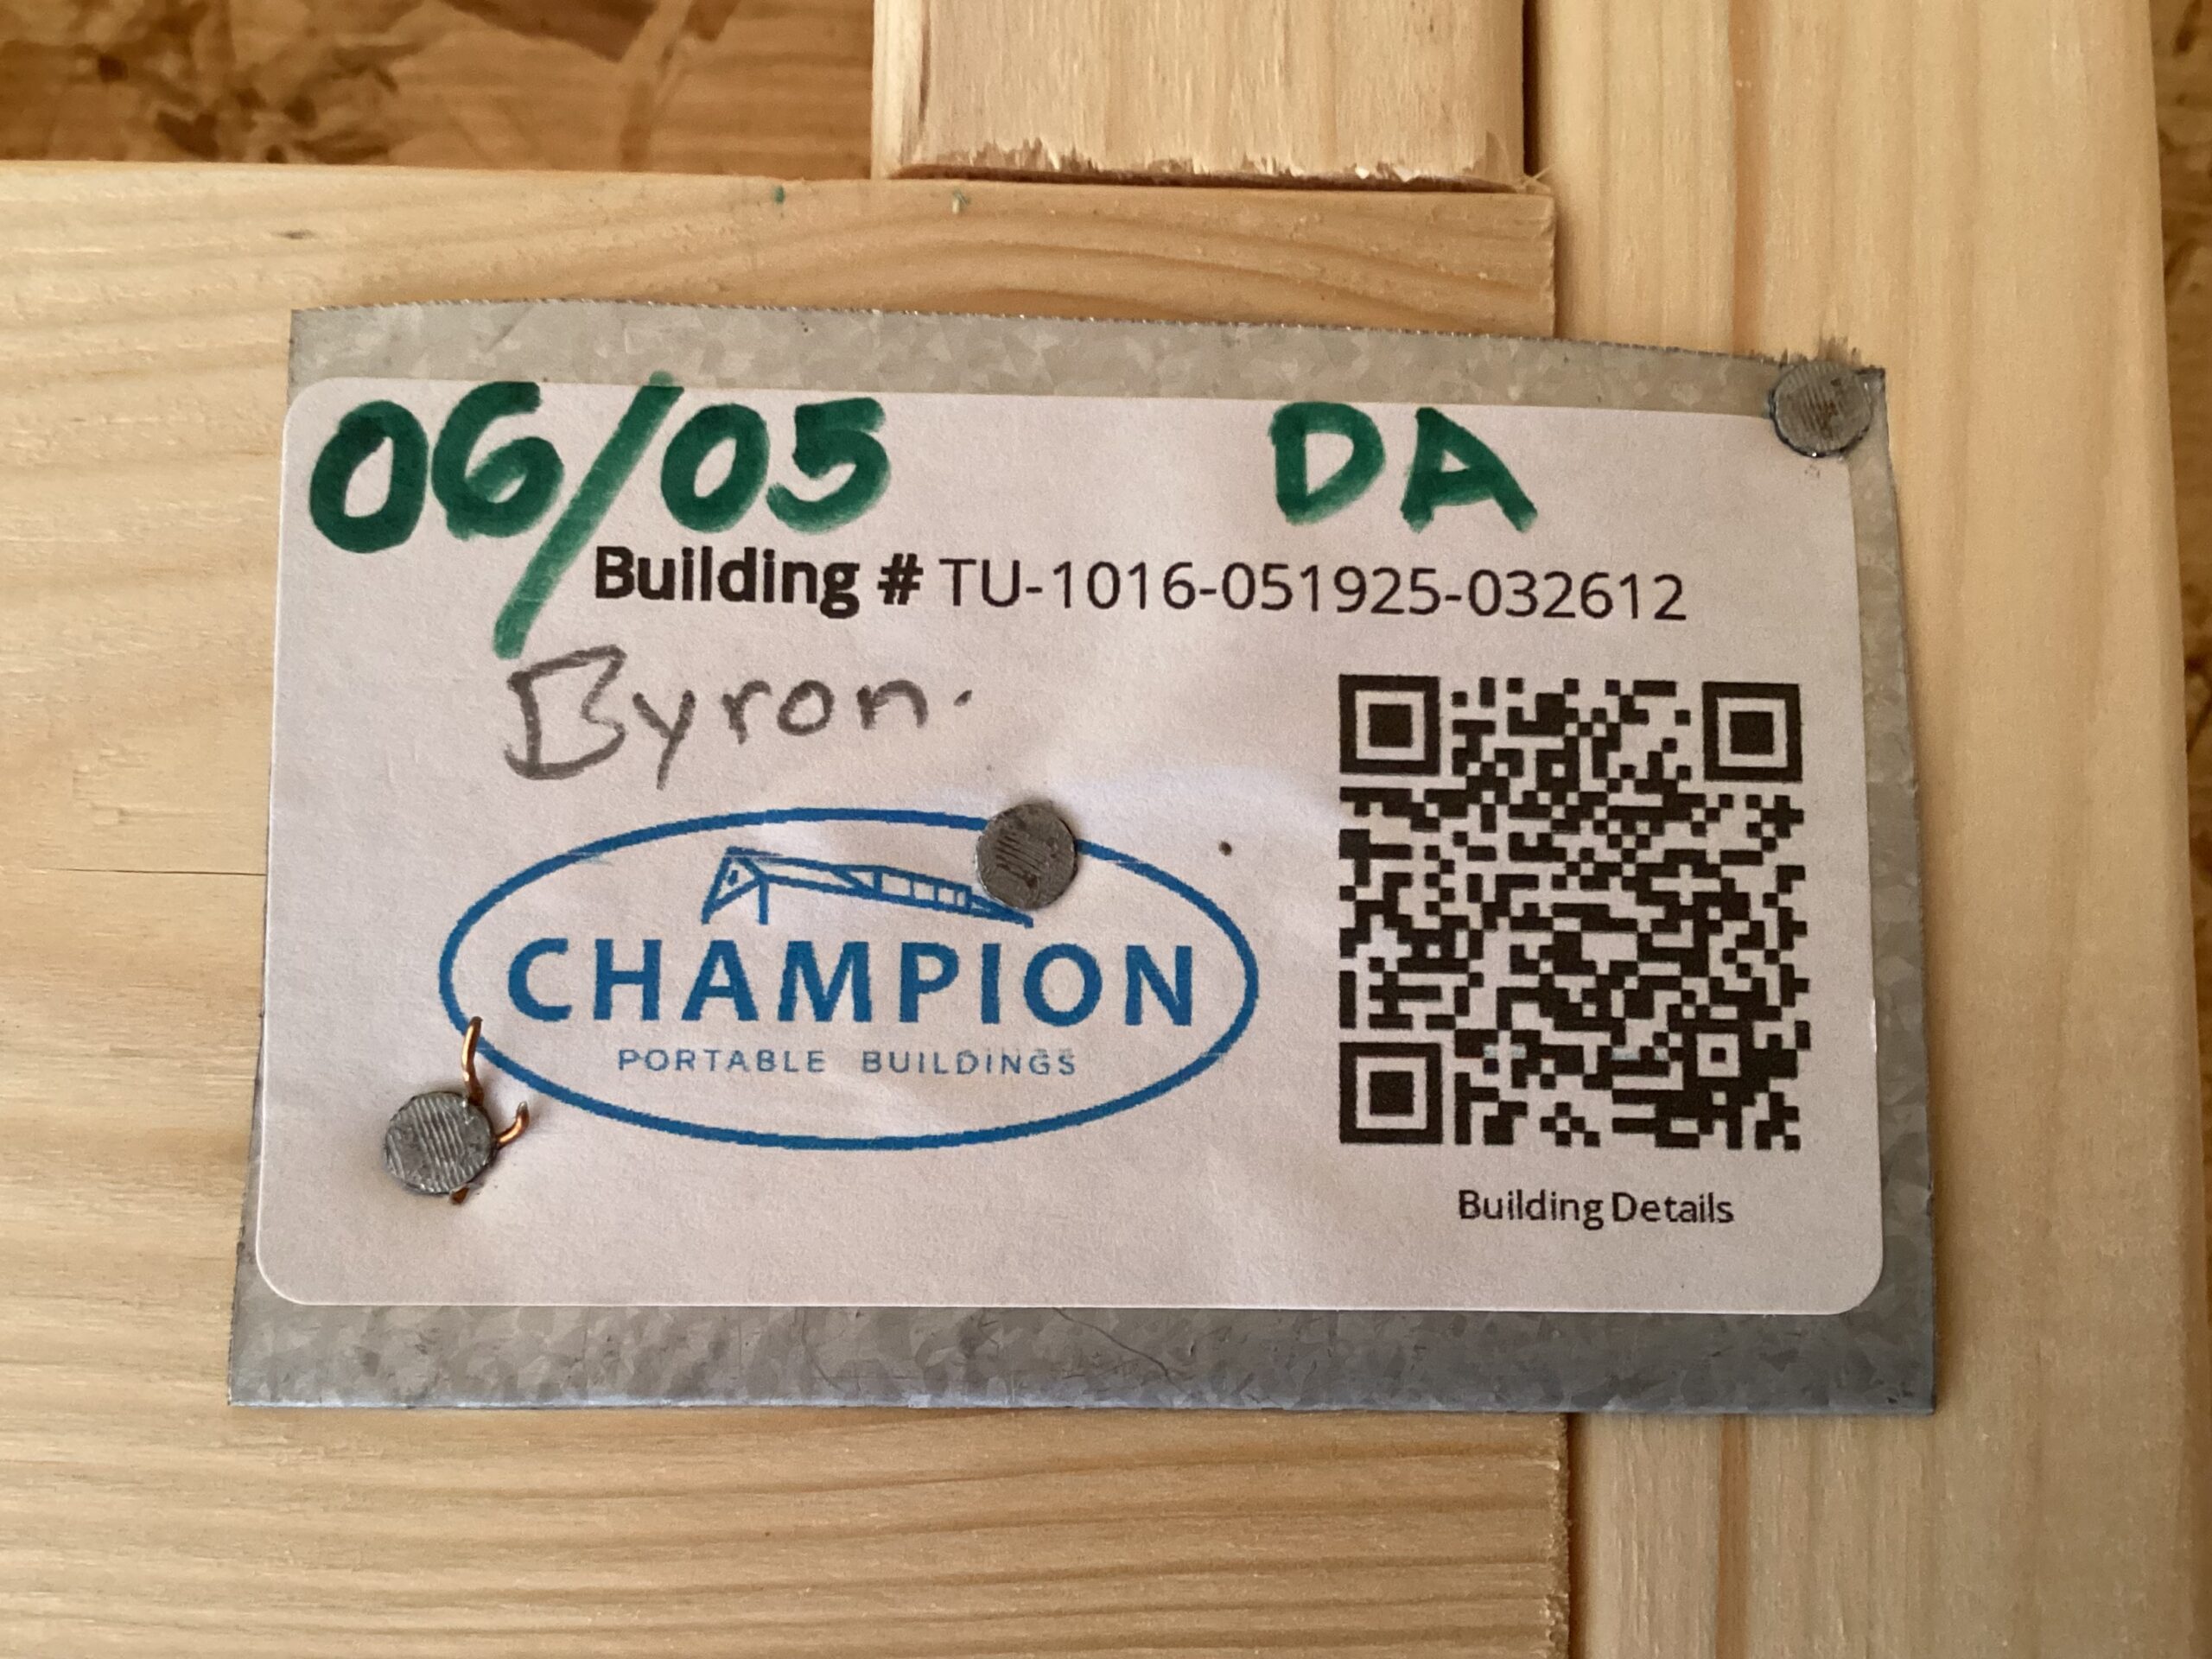 06/05 DA
Building # TU-1016-051925-032612
Byron.
CHAMPION
PORTABLE BUILDINGS
Building Details